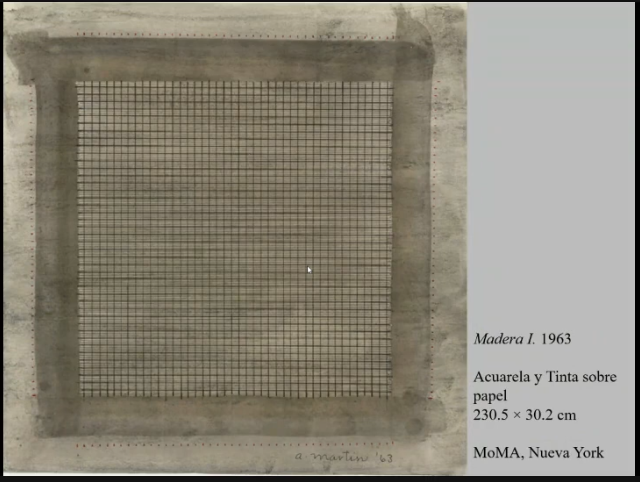 a. martin '63
Madera I. 1963
Acuarela y Tinta sobre
papel
230.5 × 30.2 cm
MoMA, Nueva York